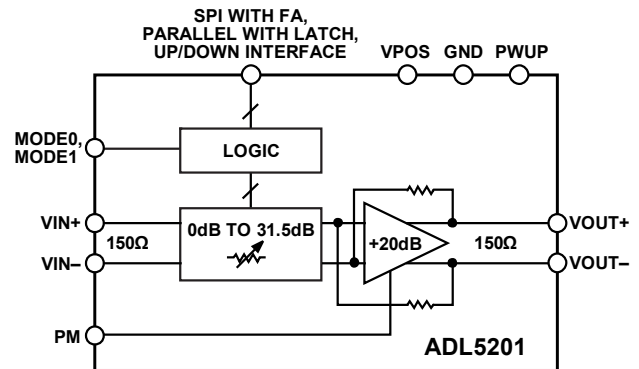 SPI WITH FA,
PARALLEL WITH LATCH,
UP/DOWN INTERFACE
VPOS GND PWUP
MODE0,
MODE1
LOGIC
VIN+
0dB TO 31.5dB
+20dB
VOUT+
150Ω
150Ω
VIN–
VOUT–
PM
ADL5201